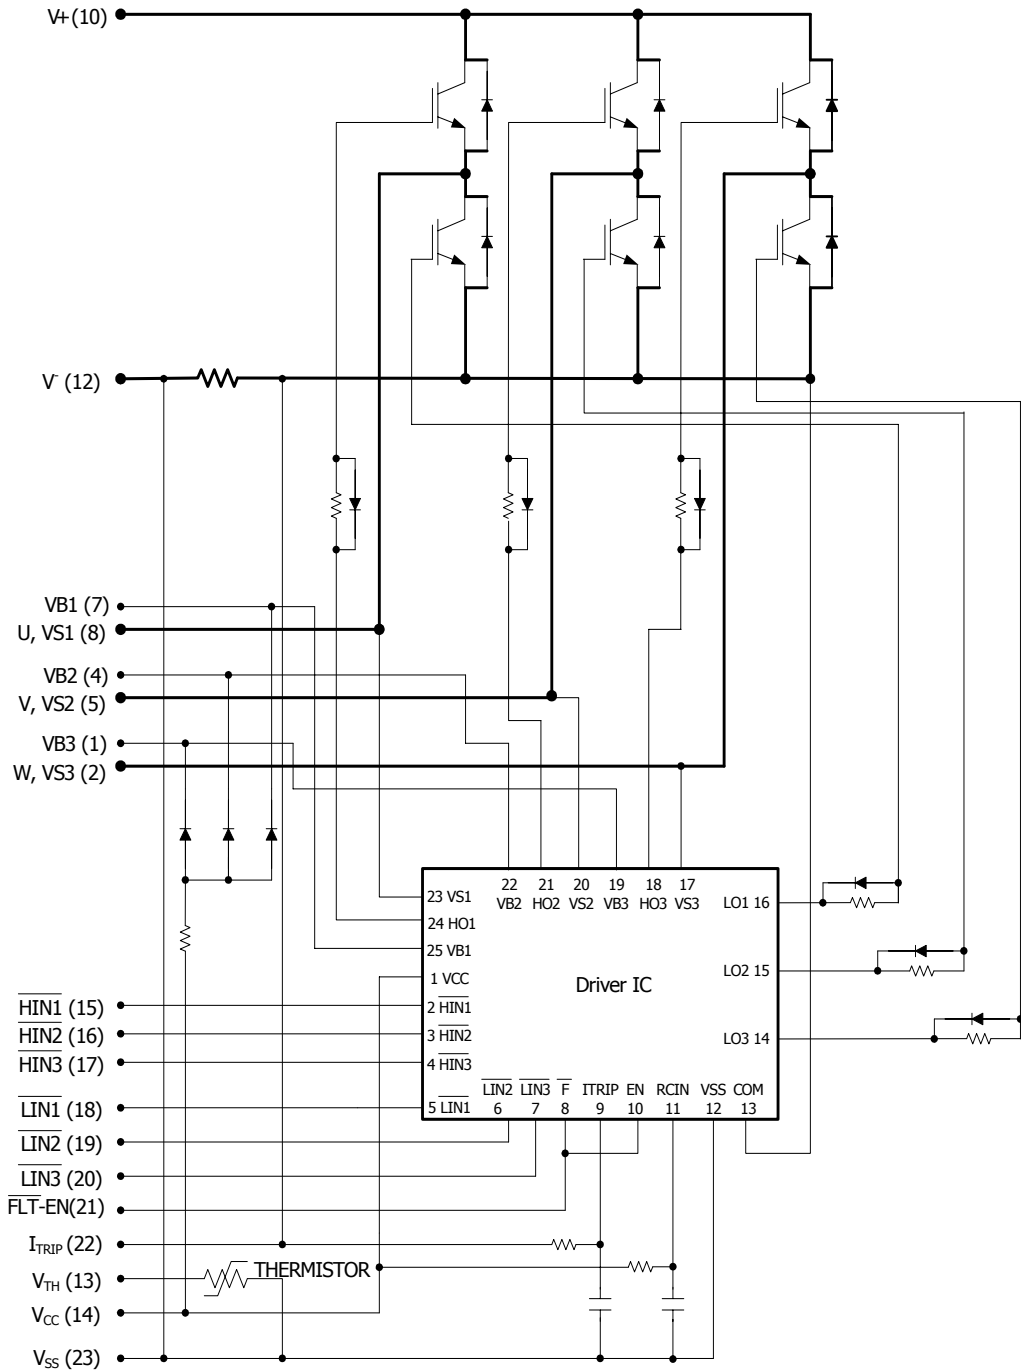 V+ (10)
V- (12)
VB1 (7)
U, VS1 (8)
VB2 (4)
V, VS2 (5)
VB3 (1)
W, VS3 (2)
22 21 20 19 18 17
VB2 HO2 VS2 VB3 HO3 VS3
23 VS1
24 HO1
25 VB1
1 VCC
2 HIN1
3 HIN2
4 HIN3
5 LIN1
Driver IC
LO1 16
LO2 15
LO3 14
LIN2 LIN3 F ITRIP EN RCIN VSS COM
6 7 8 9 10 11 12 13
HIN1 (15)
HIN2 (16)
HIN3 (17)
LIN1 (18)
LIN2 (19)
LIN3 (20)
FLT-EN(21)
ITRIP (22)
VTH (13)
THERMISTOR
VCC (14)
VSS (23)